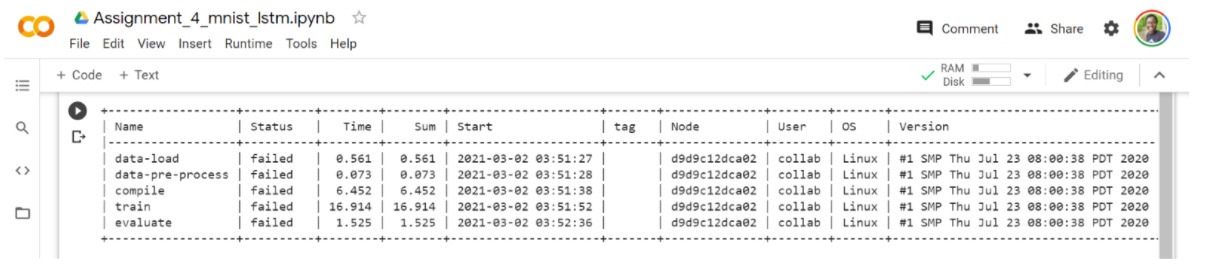 Assignment_4_mnist_lstm.ipynb
File Edit View Insert Runtime Tools Help
Comment Share
+ Code + Text
RAM
Disk
Editing
| Name | Status | Time | Sum | Start | tag | Node | User | OS | Version
| data-load | failed | 0.561 | 0.561 | 2021-03-02 03:51:27 | | d9d9c12dca02 | collab | Linux | #1 SMP Thu Jul 23 08:00:38 PDT 2020
| data-pre-process | failed | 0.073 | 0.073 | 2021-03-02 03:51:28 | | d9d9c12dca02 | collab | Linux | #1 SMP Thu Jul 23 08:00:38 PDT 2020
| compile | failed | 6.452 | 6.452 | 2021-03-02 03:51:38 | | d9d9c12dca02 | collab | Linux | #1 SMP Thu Jul 23 08:00:38 PDT 2020
| train | failed | 16.914 | 16.914 | 2021-03-02 03:51:52 | | d9d9c12dca02 | collab | Linux | #1 SMP Thu Jul 23 08:00:38 PDT 2020
| evaluate | failed | 1.525 | 1.525 | 2021-03-02 03:52:36 | | d9d9c12dca02 | collab | Linux | #1 SMP Thu Jul 23 08:00:38 PDT 2020